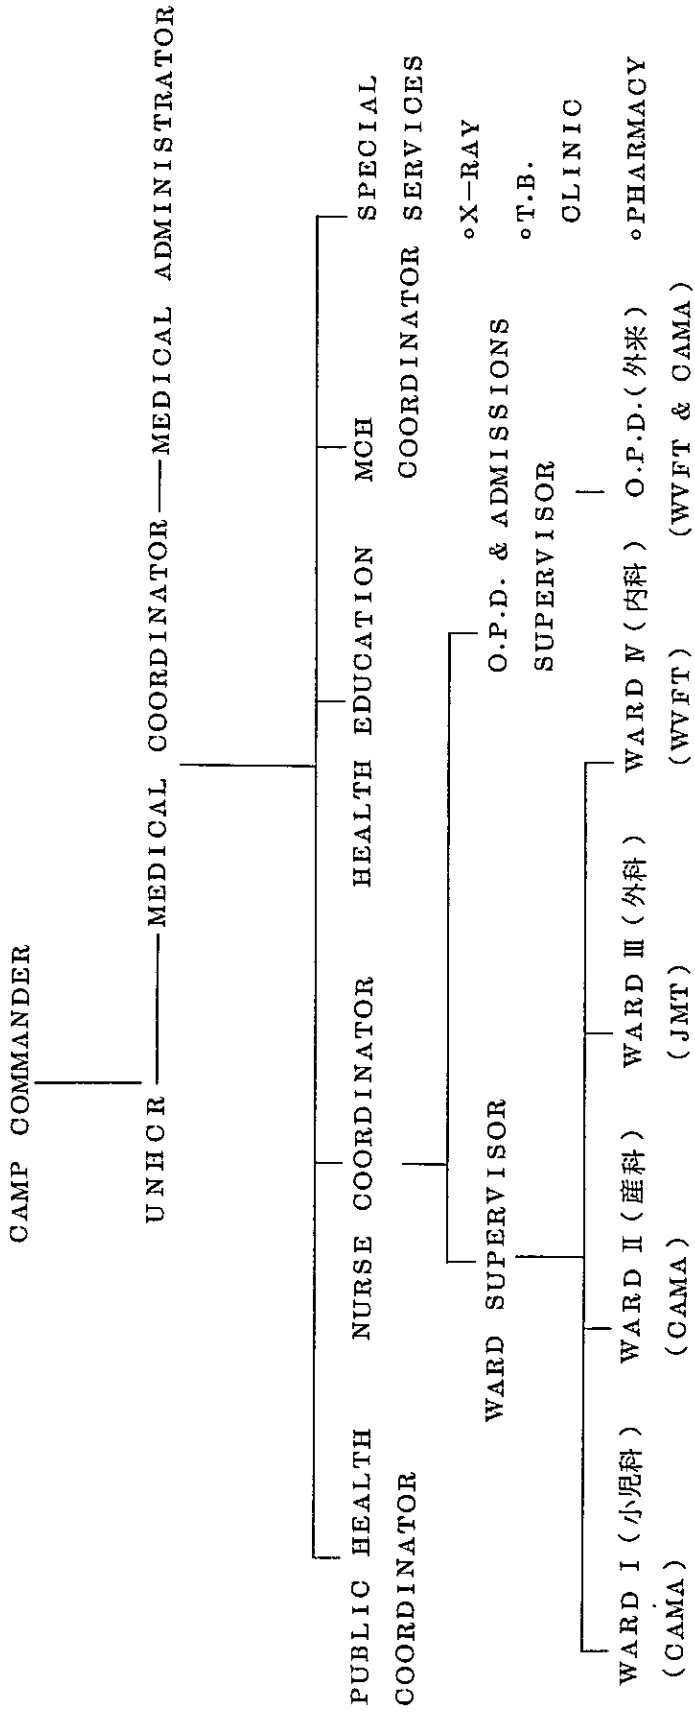 CAMP COMMANDER
UNHCR
MEDICAL COORDINATOR
MEDICAL ADMINISTRATOR
PUBLIC HEALTH
COORDINATOR
NURSE COORDINATOR
HEALTH EDUCATION
MCH
COORDINATOR
SPECIAL
SERVICES
○X-RAY
○T.B.
CLINIC
○PHARMACY
WARD SUPERVISOR
O.P.D. & ADMISSIONS
SUPERVISOR
WARD I (小児科)
(CAMA)
WARD II (産科)
(CAMA)
WARD III (外科)
(JMT)
WARD IV (内科)
(WVFT)
O.P.D. (外来)
(WVFT & CAMA)